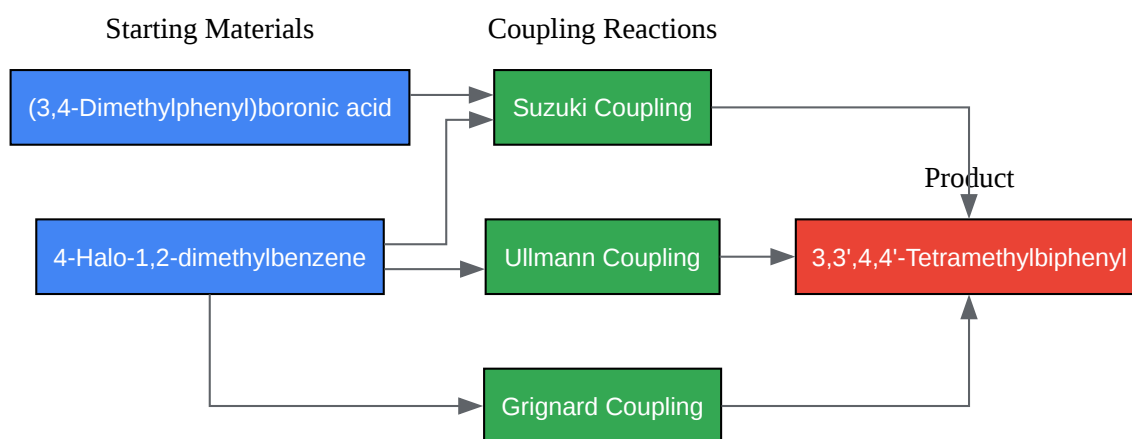 Starting Materials
Coupling Reactions
(3,4-Dimethylphenyl)boronic acid
Suzuki Coupling
Product
4-Halo-1,2-dimethylbenzene
Ullmann Coupling
3,3',4,4'-Tetramethylbiphenyl
Grignard Coupling